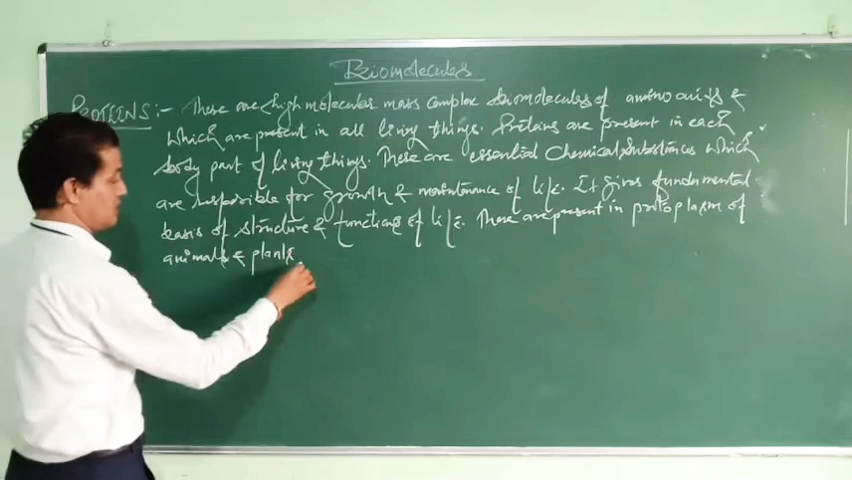 Biomolecules
PROTEINS:- These are high molecular mass complex biomolecules of amino acids &
which are present in all living things. Proteins are present in each
body part of living things. These are essential Chemical substances which
are responsible for growth & maintenance of life. It gives fundamental
basis of structure & functions of life. These are present in protoplasm of
animals & plants.